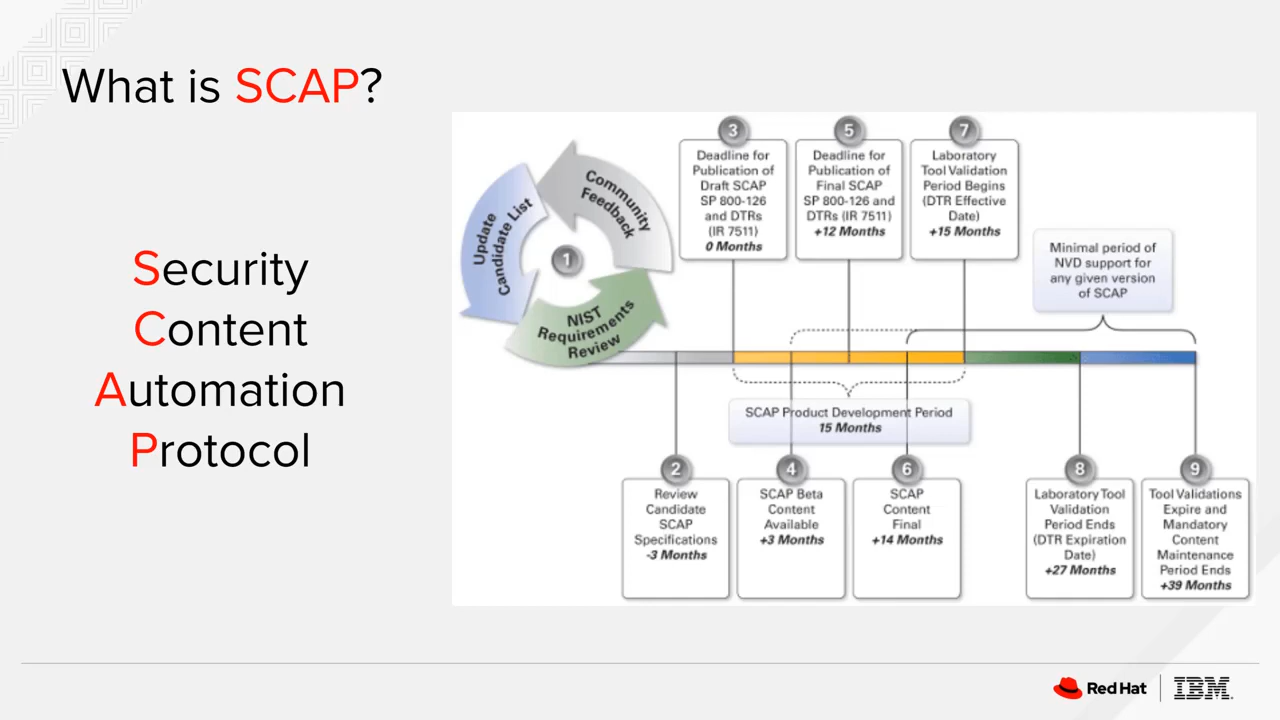 What is SCAP?
Security
Content
Automation
Protocol
1
Update
Candidate List
Community
Feedback
NIST
Requirements
Review
3
Deadline for
Publication of
Draft SCAP
SP 800-126
and DTRs
(IR 7511)
0 Months
5
Deadline for
Publication of
Final SCAP
SP 800-126 and
DTRs (IR 7511)
+12 Months
7
Laboratory
Tool Validation
Period Begins
(DTR Effective
Date)
+15 Months
Minimal period of
NVD support for
any given version
of SCAP
SCAP Product Development Period
15 Months
2
Review
Candidate
SCAP
Specifications
-3 Months
4
SCAP Beta
Content
Available
+3 Months
6
SCAP
Content
Final
+14 Months
8
Laboratory Tool
Validation
Period Ends
(DTR Expiration
Date)
+27 Months
9
Tool Validations
Expire and
Mandatory
Content
Maintenance
Period Ends
+39 Months
Red Hat
IBM